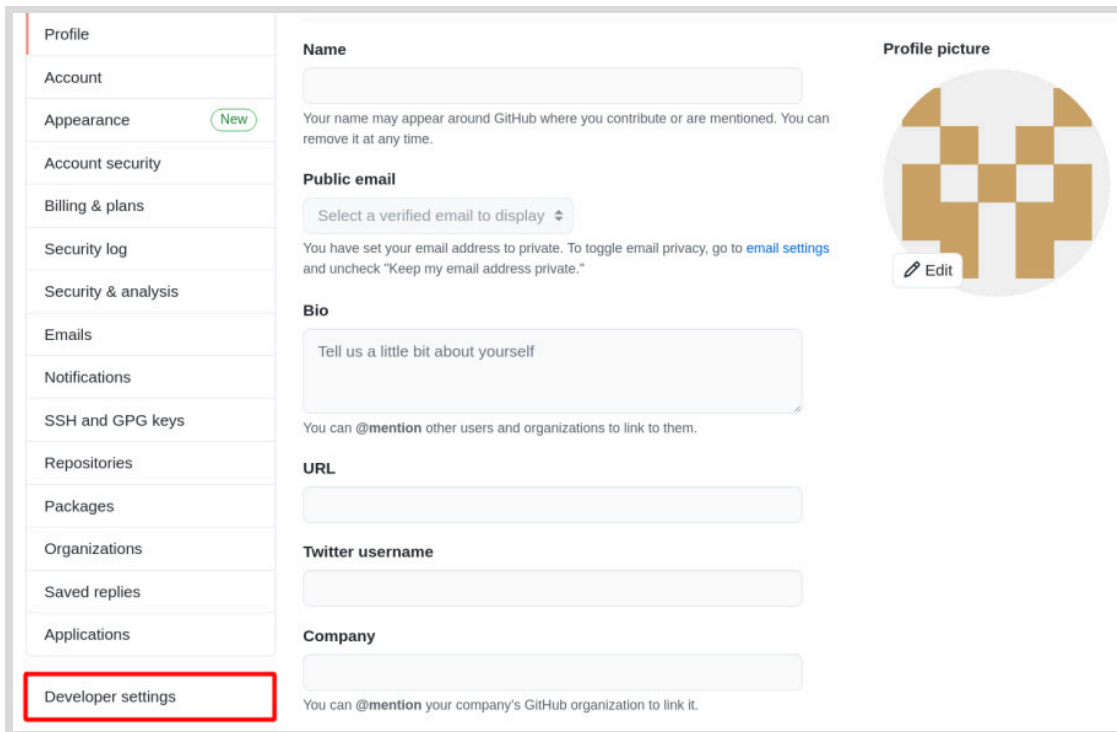 Profile
Account
Appearance
New
Account security
Billing & plans
Security log
Security & analysis
Emails
Notifications
SSH and GPG keys
Repositories
Packages
Organizations
Saved replies
Applications
Developer settings
Name
Your name may appear around GitHub where you contribute or are mentioned. You can
remove it at any time.
Public email
Select a verified email to display
You have set your email address to private. To toggle email privacy, go to email settings
and uncheck "Keep my email address private."
Bio
Tell us a little bit about yourself
You can @mention other users and organizations to link to them.
URL
Twitter username
Company
You can @mention your company's GitHub organization to link it.
Profile picture
Edit